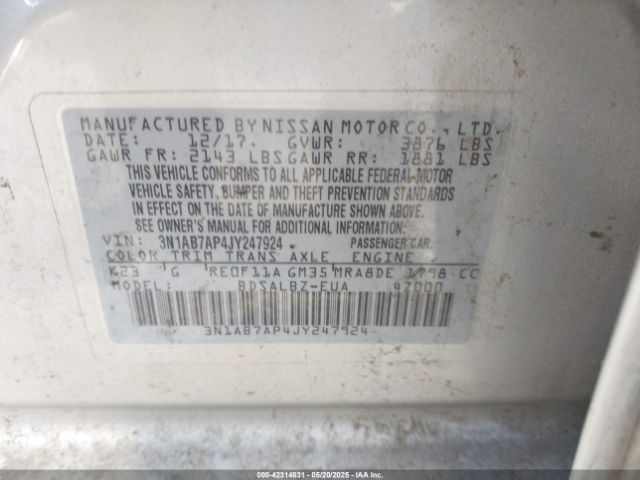 MANUFACTURED BY NISSAN MOTOR CO., LTD.
DATE: 12/17. GVWR: 3876 LBS
GAWR FR: 2143 LBS GAWR RR: 1881 LBS
THIS VEHICLE CONFORMS TO ALL APPLICABLE FEDERAL MOTOR
VEHICLE SAFETY, BUMPER AND THEFT PREVENTION STANDARDS
IN EFFECT ON THE DATE OF MANUFACTURE SHOWN ABOVE.
SEE OWNER'S MANUAL FOR ADDITIONAL INFORMATION.
VIN: 3N1AB7AP4JY247924 PASSENGER CAR
COLOR TRIM TRANS AXLE ENGINE
K23 G RE0F11A GM35 MRA8DE 1798 CC
MODEL: BDSALBZ-EUA 47000
3N1AB7AP4JY247924
000-42314831 - 05/20/2025 - IAAI.COM